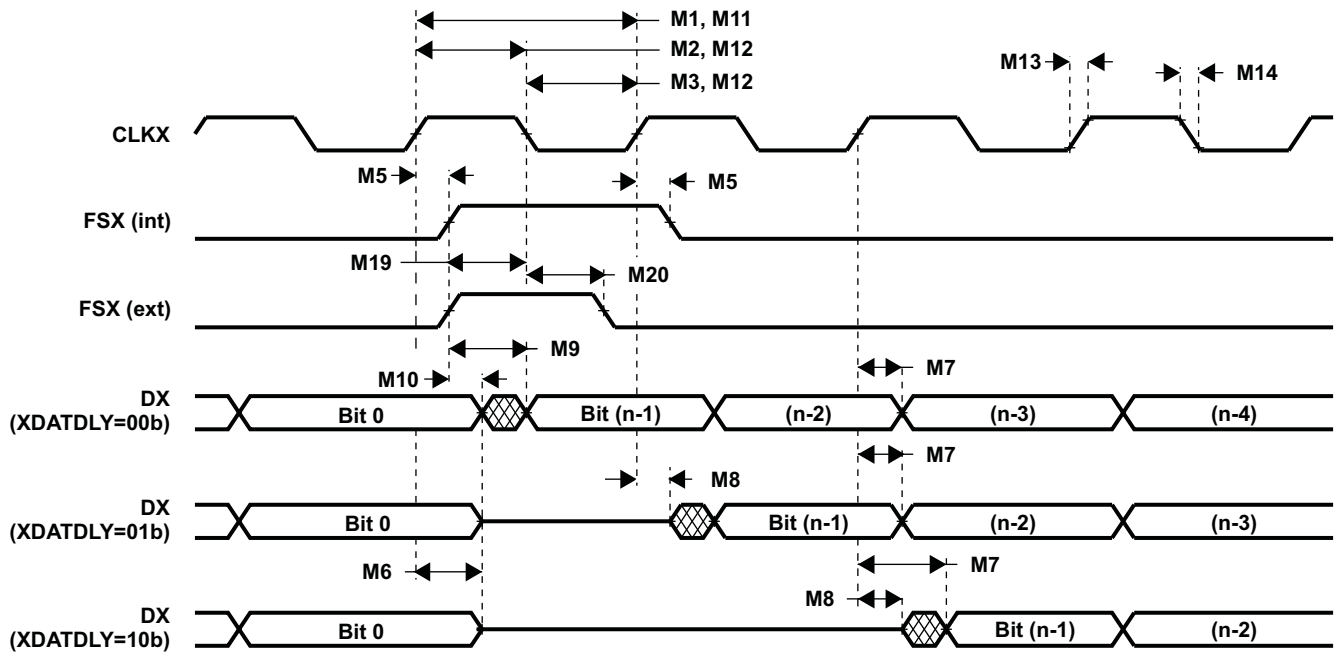 M1, M11
M2, M12
M3, M12
M13
M14
CLKX
M5
M5
FSX (int)
M19
M20
FSX (ext)
M9
M10
M7
DX
(XDATDLY=00b)
Bit 0
Bit (n-1)
(n-2)
(n-3)
(n-4)
M7
M8
DX
(XDATDLY=01b)
Bit 0
Bit (n-1)
(n-2)
(n-3)
M6
M7
M8
DX
(XDATDLY=10b)
Bit 0
Bit (n-1)
(n-2)